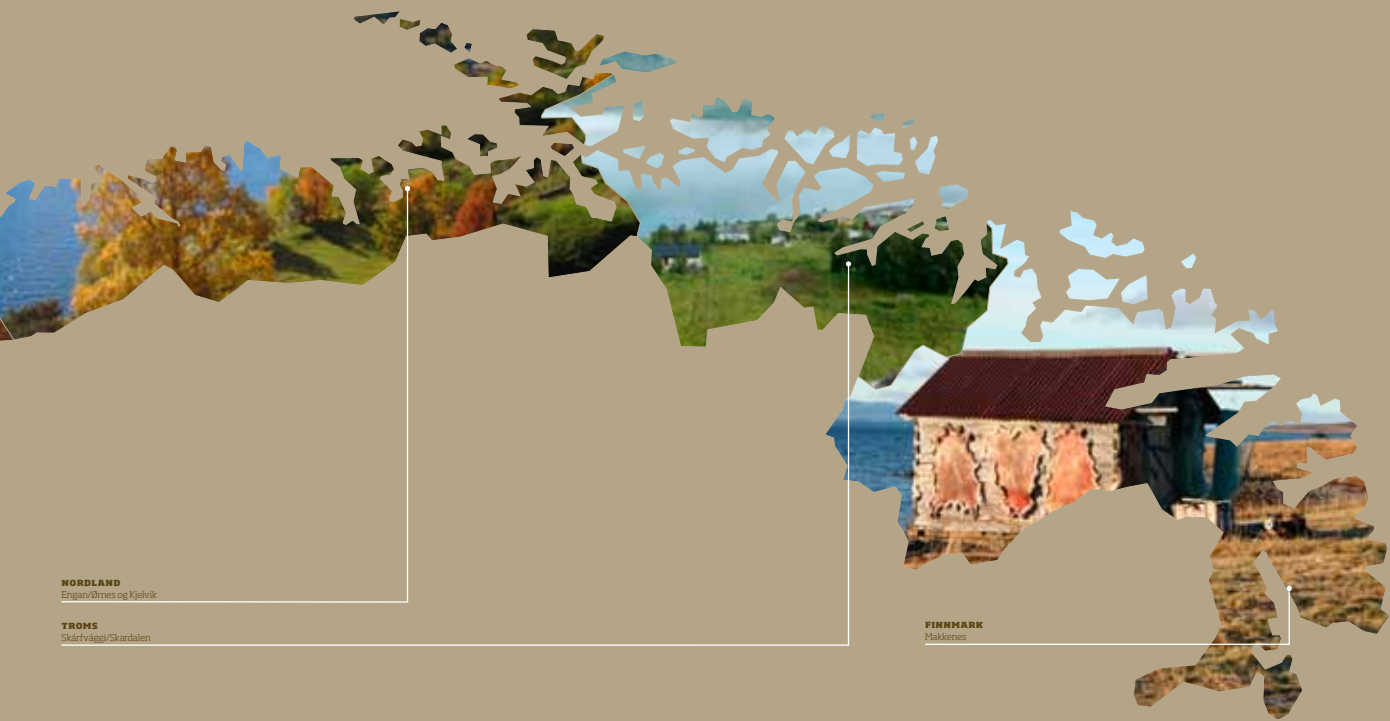 NORDLAND
Engan/Ørnes og Kjelvik
TROMS
Skárfvággi/Skardalen
FINNMARK
Makkenes